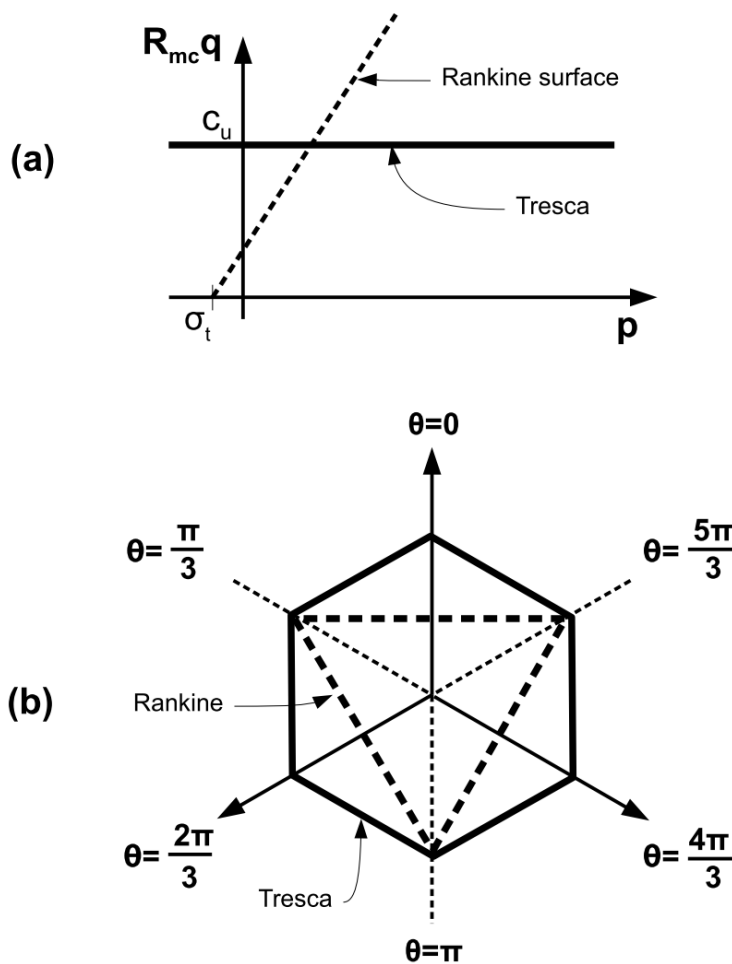 R_mc q
Rankine surface
c_u
(a)
Tresca
σ_t
p
θ=0
θ= π/3
θ= 5π/3
(b)
Rankine
θ= 2π/3
θ= 4π/3
Tresca
θ=π